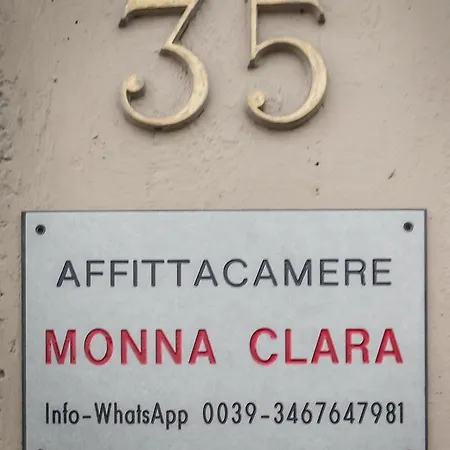 35
AFFITTACAMERE
MONNA CLARA
Info-WhatsApp 0039-3467647981